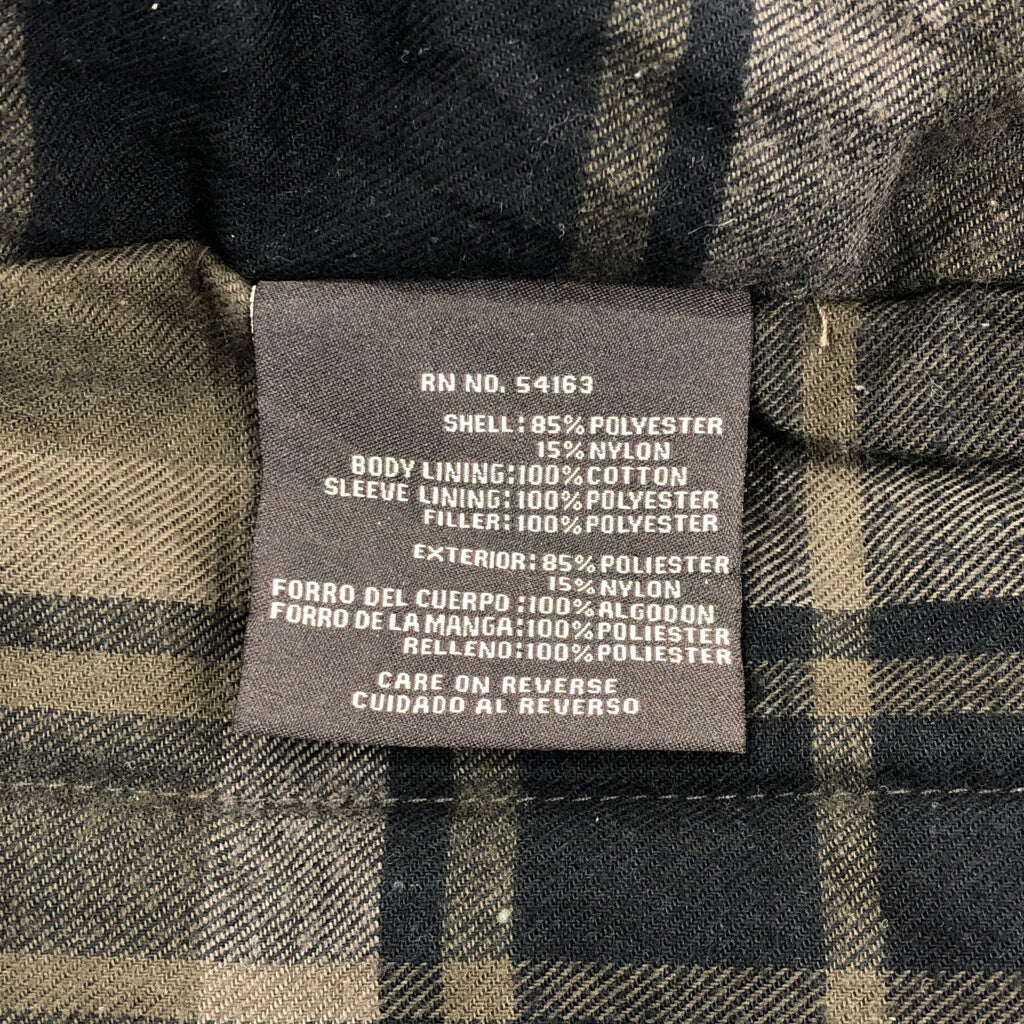 RN NO. 54163
SHELL: 85% POLYESTER
15% NYLON
BODY LINING: 100% COTTON
SLEEVE LINING: 100% POLYESTER
FILLER: 100% POLYESTER
EXTERIOR: 85% POLIESTER
15% NYLON
FORRO DEL CUERPO: 100% ALGODON
FORRO DE LA MANGA: 100% POLIESTER
RELLENO: 100% POLIESTER
CARE ON REVERSE
CUIDADO AL REVERSO